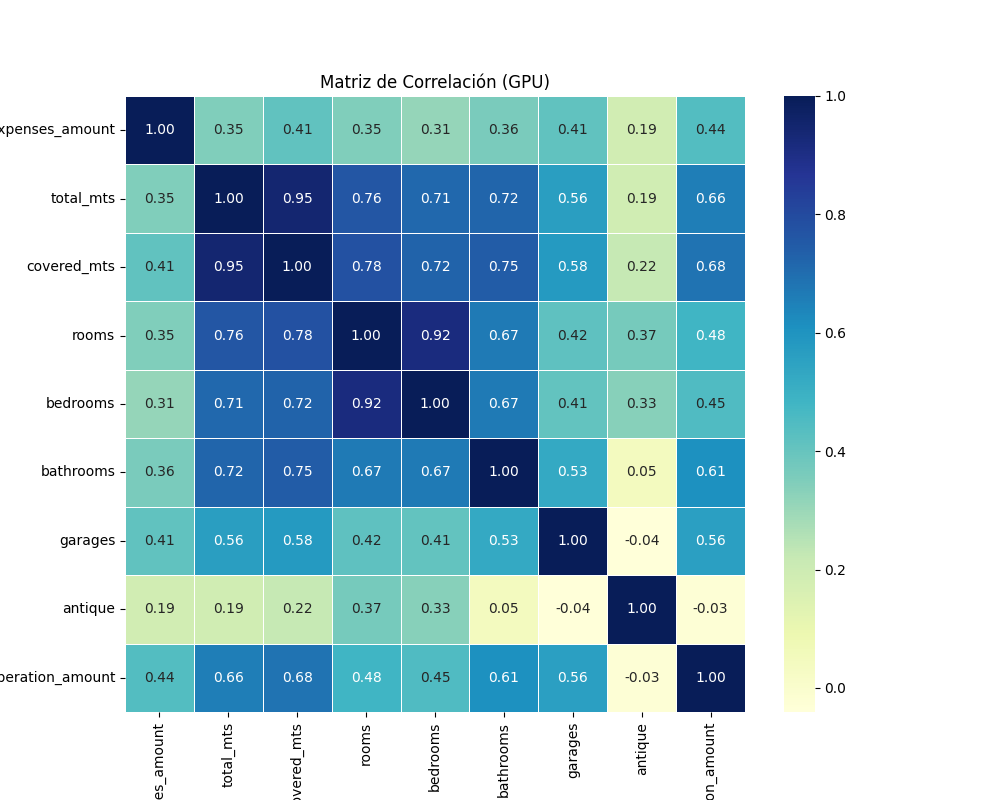 Matriz de Correlación (GPU)
xpenses_amount 1.00 0.35 0.41 0.35 0.31 0.36 0.41 0.19 0.44
total_mts 0.35 1.00 0.95 0.76 0.71 0.72 0.56 0.19 0.66
covered_mts 0.41 0.95 1.00 0.78 0.72 0.75 0.58 0.22 0.68
rooms 0.35 0.76 0.78 1.00 0.92 0.67 0.42 0.37 0.48
bedrooms 0.31 0.71 0.72 0.92 1.00 0.67 0.41 0.33 0.45
bathrooms 0.36 0.72 0.75 0.67 0.67 1.00 0.53 0.05 0.61
garages 0.41 0.56 0.58 0.42 0.41 0.53 1.00 -0.04 0.56
antique 0.19 0.19 0.22 0.37 0.33 0.05 -0.04 1.00 -0.03
peration_amount 0.44 0.66 0.68 0.48 0.45 0.61 0.56 -0.03 1.00
es_amount total_mts overed_mts rooms bedrooms bathrooms garages antique on_amount
1.0
0.8
0.6
0.4
0.2
0.0